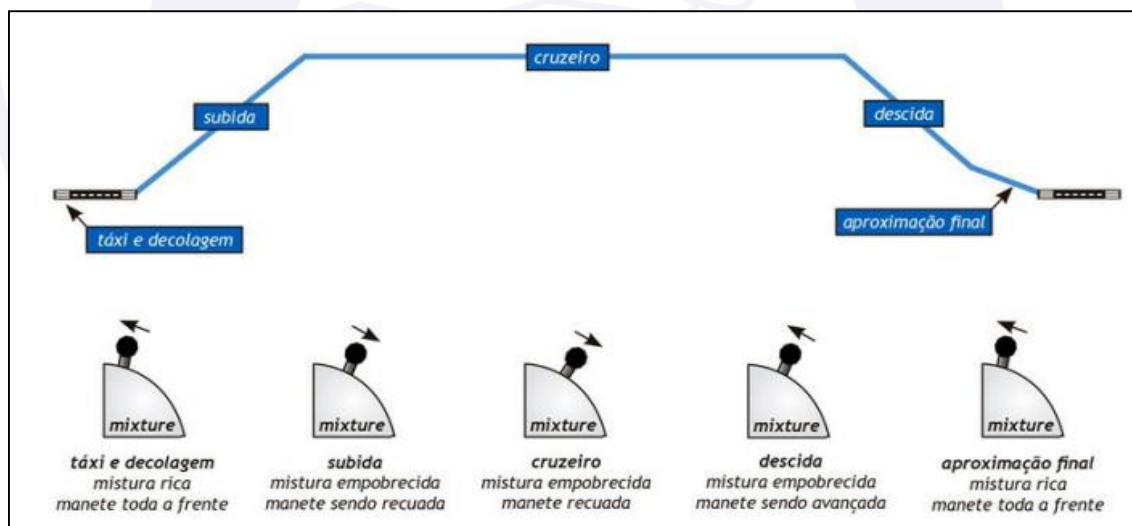 cruzeiro
subida
descida
táxi e decolagem
aproximação final
mixture
mixture
mixture
mixture
mixture
táxi e decolagem
mistura rica
manete toda a frente
subida
mistura empobrecida
manete sendo recuada
cruzeiro
mistura empobrecida
manete recuada
descida
mistura empobrecida
manete sendo avançada
aproximação final
mistura rica
manete toda a frente